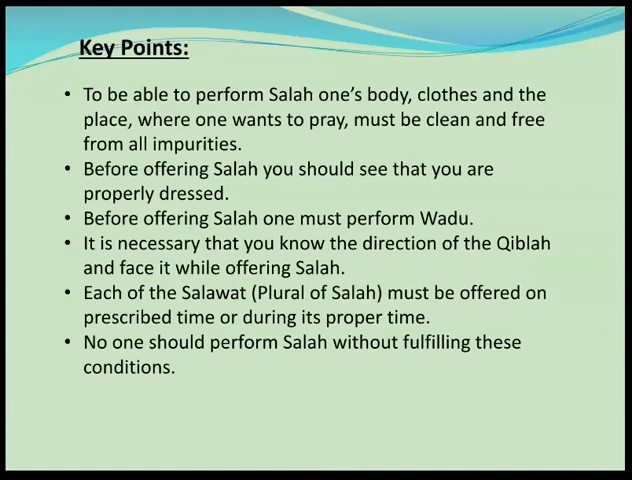 Key Points:
• To be able to perform Salah one's body, clothes and the
place, where one wants to pray, must be clean and free
from all impurities.
• Before offering Salah you should see that you are
properly dressed.
• Before offering Salah one must perform Wadu.
• It is necessary that you know the direction of the Qiblah
and face it while offering Salah.
• Each of the Salawat (Plural of Salah) must be offered on
prescribed time or during its proper time.
• No one should perform Salah without fulfilling these
conditions.